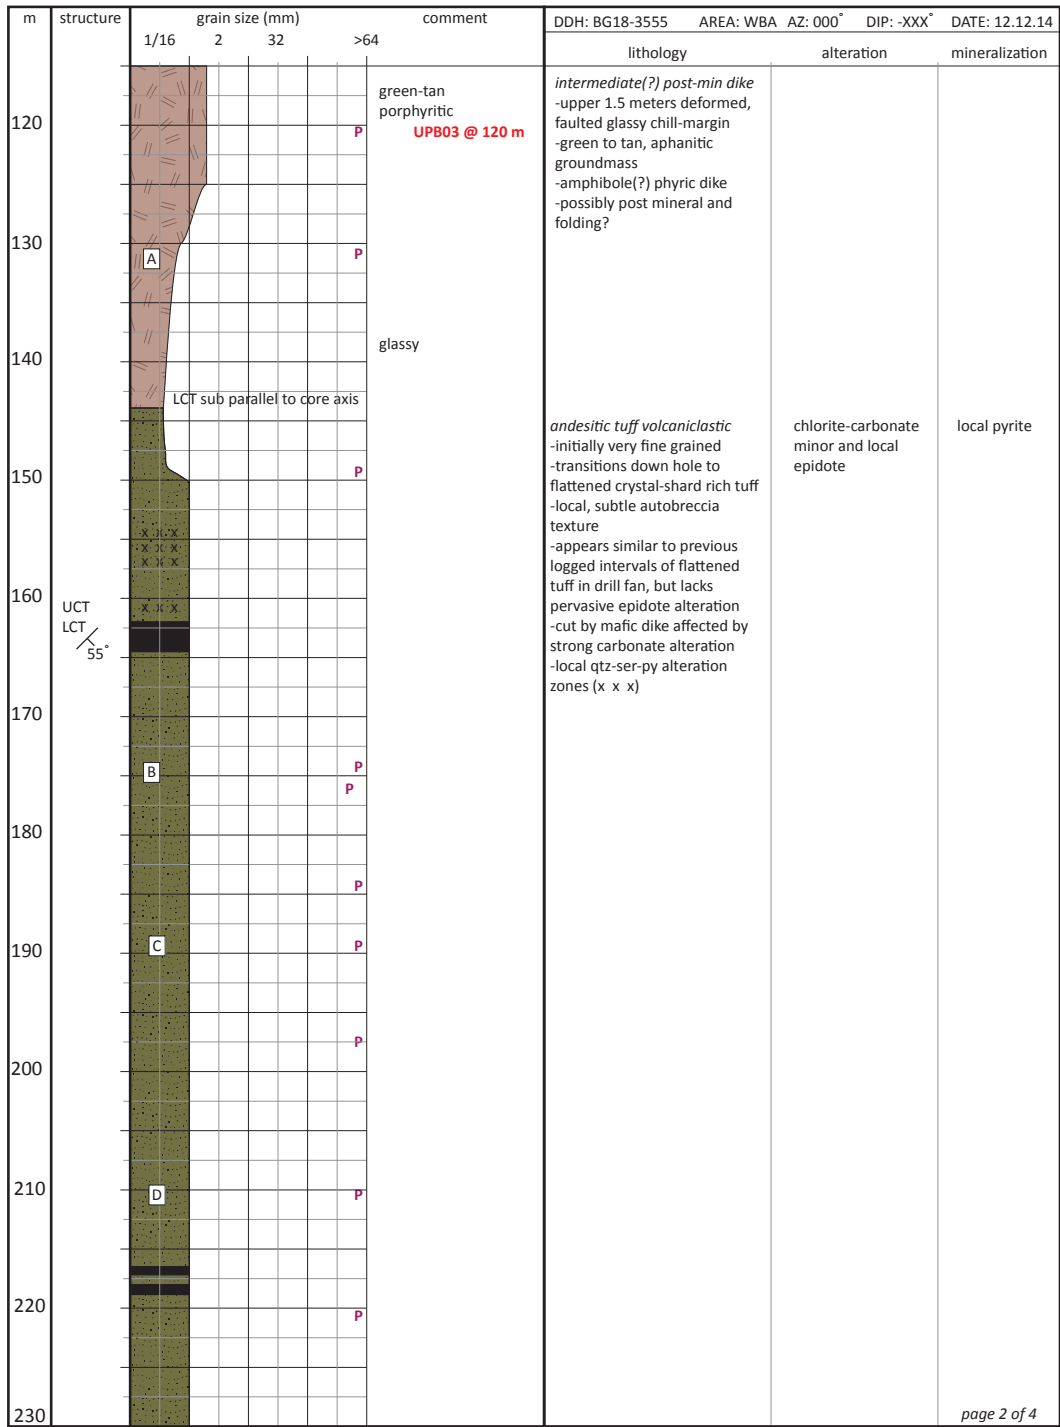 m structure grain size (mm) comment
1/16 2 32 >64
DDH: BG18-3555 AREA: WBA AZ: 000° DIP: -XXX° DATE: 12.12.14
lithology alteration mineralization
green-tan
porphyritic
120 P UPB03 @ 120 m
130 P
A
glassy
140
LCT sub parallel to core axis
150 P
x x x
x x x
x x x
160 UCT x x x
LCT
55°
170
P
B
P
180
P
190 C P
P
200
210 D P
220 P
230
intermediate(?) post-min dike
-upper 1.5 meters deformed,
faulted glassy chill-margin
-green to tan, aphanitic
groundmass
-amphibole(?) phyric dike
-possibly post mineral and
folding?
andesitic tuff volcaniclastic
-initially very fine grained
-transitions down hole to
flattened crystal-shard rich tuff
-local, subtle autobreccia
texture
-appears similar to previous
logged intervals of flattened
tuff in drill fan, but lacks
pervasive epidote alteration
-cut by mafic dike affected by
strong carbonate alteration
-local qtz-ser-py alteration
zones (x x x)
chlorite-carbonate
minor and local
epidote
local pyrite
page 2 of 4